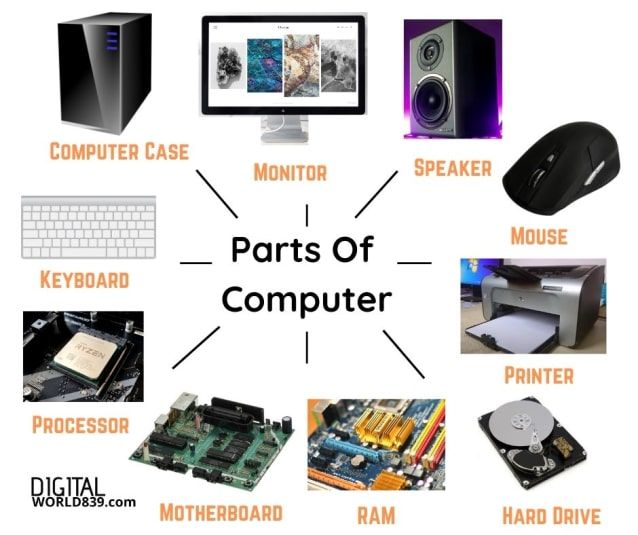 Computer Case
Monitor
Speaker
Mouse
Keyboard
Parts Of
Computer
Printer
Processor
RYZEN
Motherboard
RAM
Hard Drive
DIGITAL
WORLD839.com